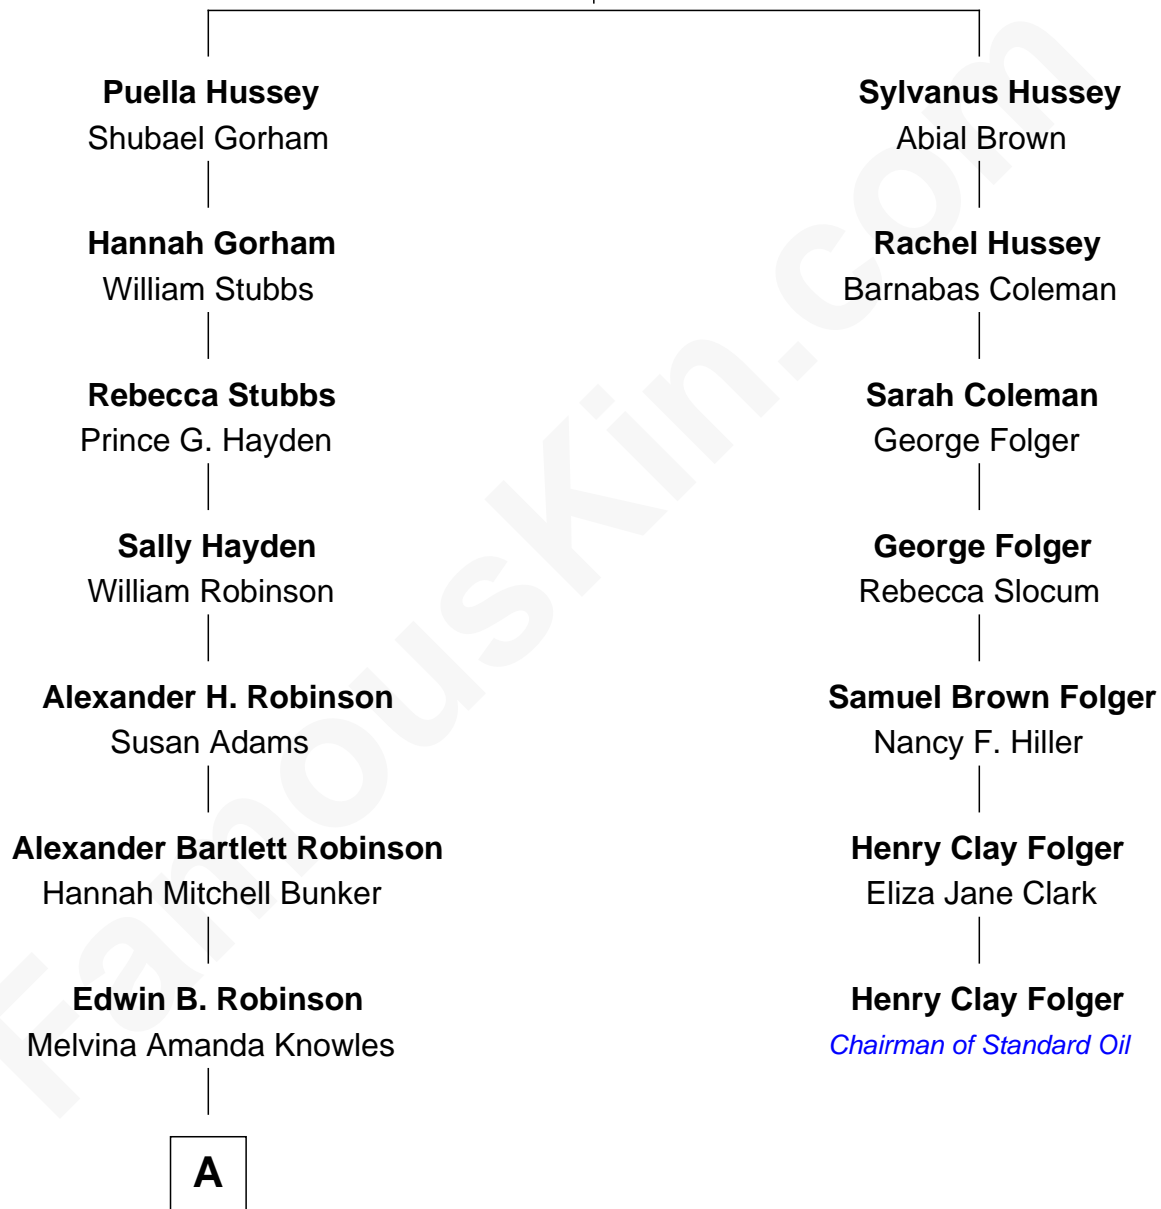 Puella Hussey
Shubael Gorham
Hannah Gorham
William Stubbs
Rebecca Stubbs
Prince G. Hayden
Sally Hayden
William Robinson
Alexander H. Robinson
Susan Adams
Alexander Bartlett Robinson
Hannah Mitchell Bunker
Edwin B. Robinson
Melvina Amanda Knowles
A
Sylvanus Hussey
Abial Brown
Rachel Hussey
Barnabas Coleman
Sarah Coleman
George Folger
George Folger
Rebecca Slocum
Samuel Brown Folger
Nancy F. Hiller
Henry Clay Folger
Eliza Jane Clark
Henry Clay Folger
Chairman of Standard Oil
FamousKin.com